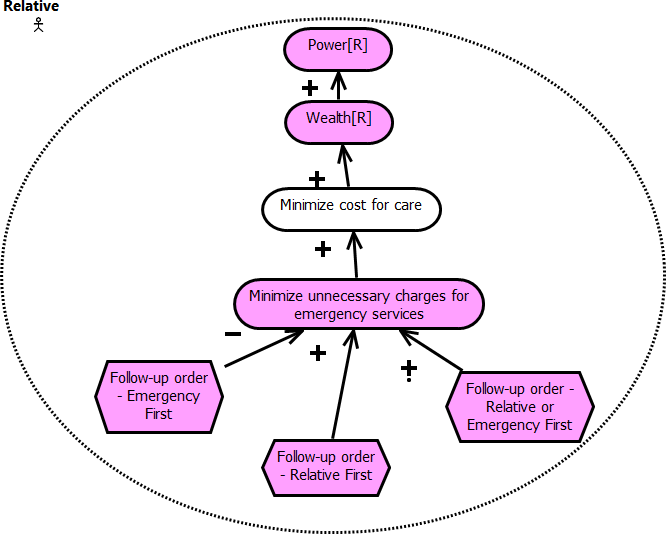 Relative
Power[R]
+
Wealth[R]
+
Minimize cost for care
+
Minimize unnecessary charges for
emergency services
–
+
+
Follow-up order
- Emergency
First
Follow-up order -
Relative or
Emergency First
Follow-up order
- Relative First